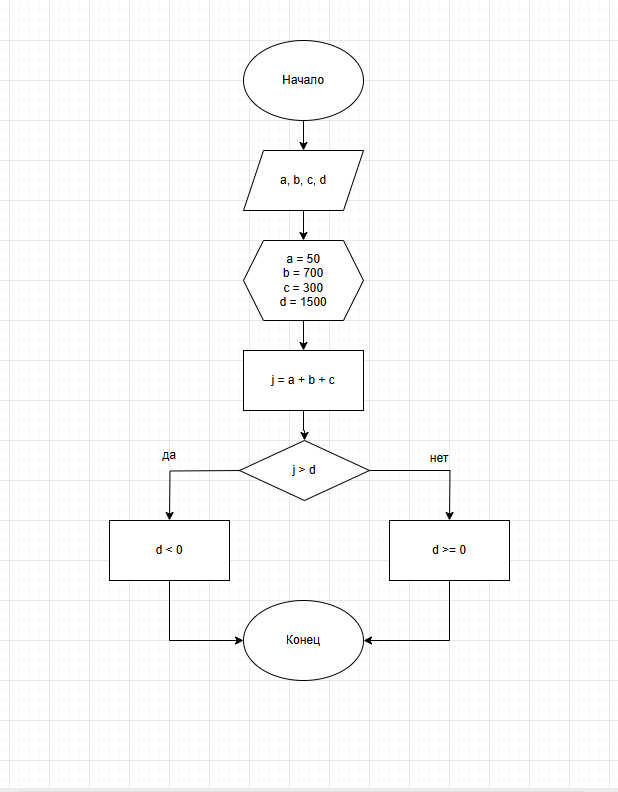 Начало
a, b, c, d
a = 50
b = 700
c = 300
d = 1500
j = a + b + c
j > d
да
нет
d < 0
d >= 0
Конец